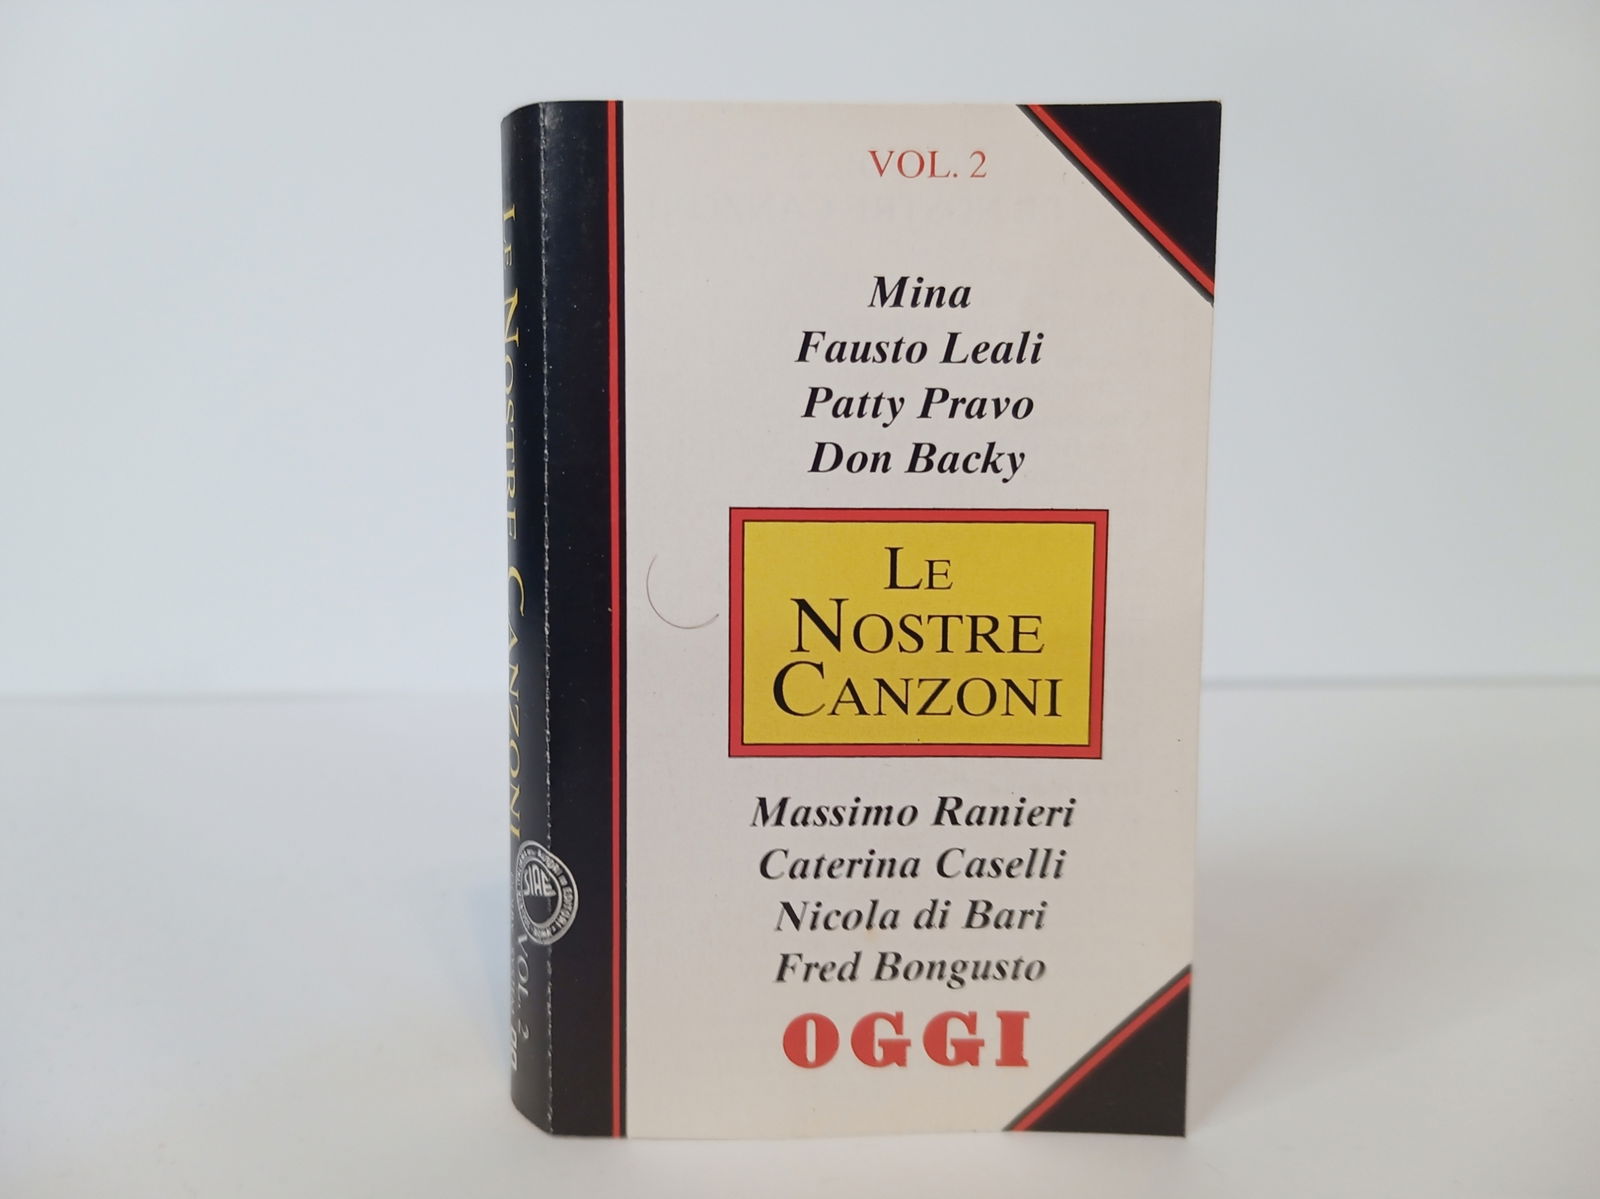 VOL. 2
Mina
Fausto Leali
Patty Pravo
Don Backy
LE
NOSTRE
CANZONI
Massimo Ranieri
Caterina Caselli
Nicola di Bari
Fred Bongusto
OGGI
LE NOSTRE CANZONI
VOL. 2
SIAE